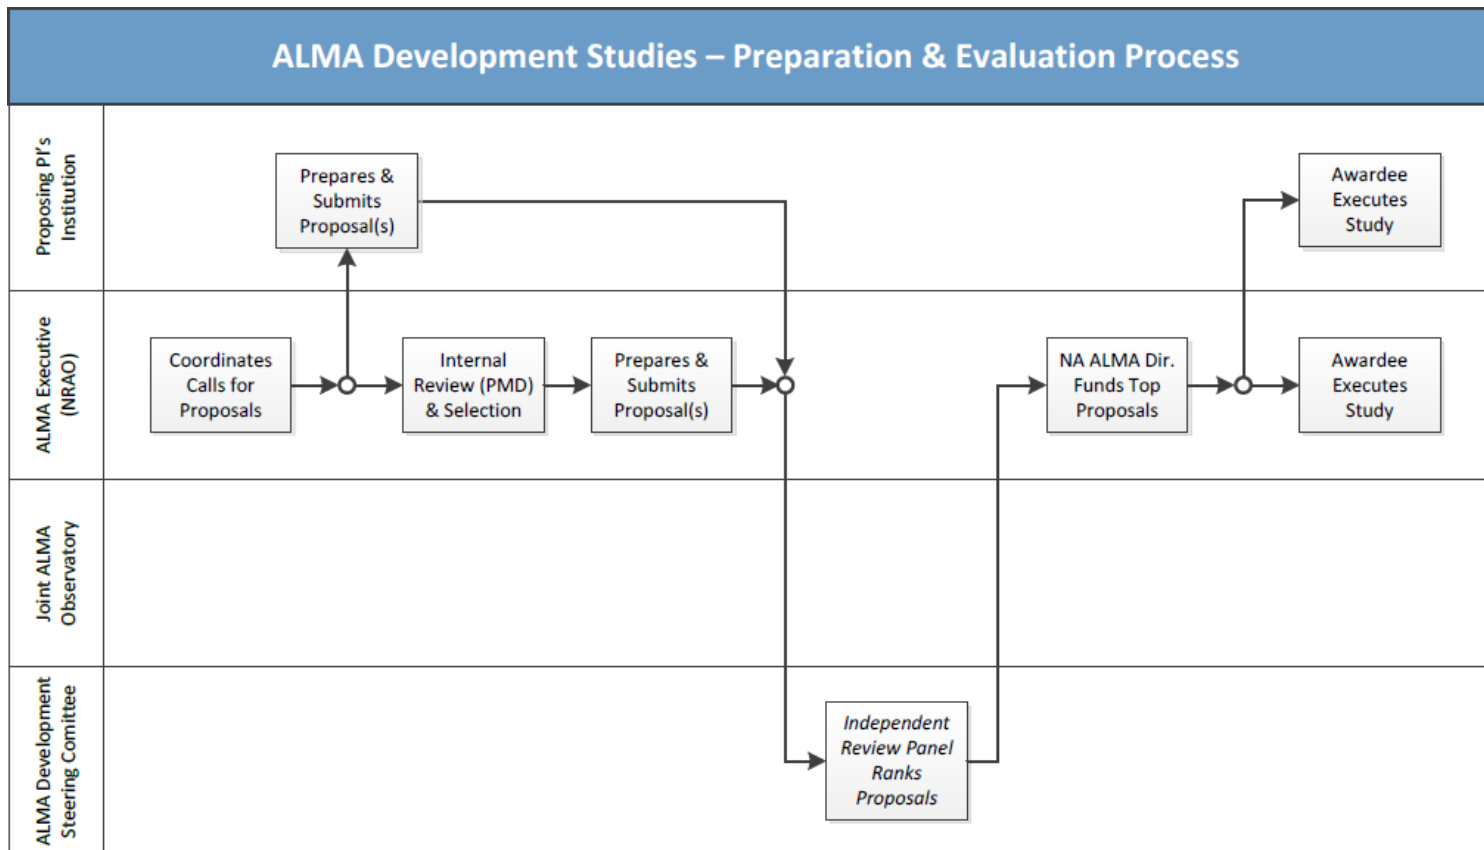 ALMA Development Studies – Preparation & Evaluation Process
Proposing PI's
Institution
Prepares &
Submits
Proposal(s)
Awardee
Executes
Study
ALMA Executive
(NRAO)
Coordinates
Calls for
Proposals
Internal
Review (PMD)
& Selection
Prepares &
Submits
Proposal(s)
NA ALMA Dir.
Funds Top
Proposals
Awardee
Executes
Study
Joint ALMA
Observatory
ALMA Development
Steering Comittee
Independent
Review Panel
Ranks
Proposals